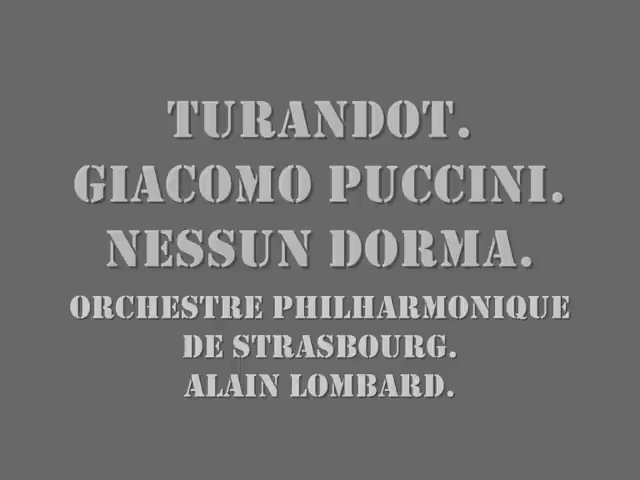 TURANDOT.
GIACOMO PUCCINI.
NESSUN DORMA.
ORCHESTRE PHILHARMONIQUE
DE STRASBOURG.
ALAIN LOMBARD.